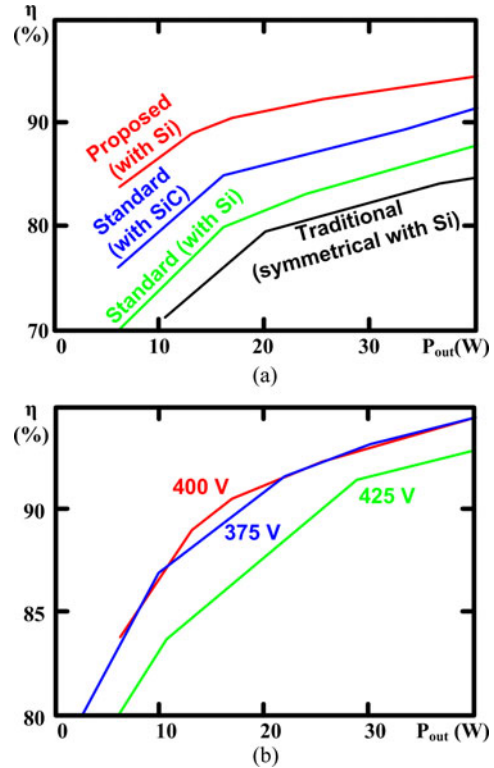 η
(%)
90
80
70
Proposed
(with Si)
Standard
(with SiC)
Standard (with Si)
Traditional
(symmetrical with Si)
0 10 20 30 Pout(W)
(a)
η
(%)
90
85
80
400 V
375 V
425 V
0 10 20 30 Pout(W)
(b)